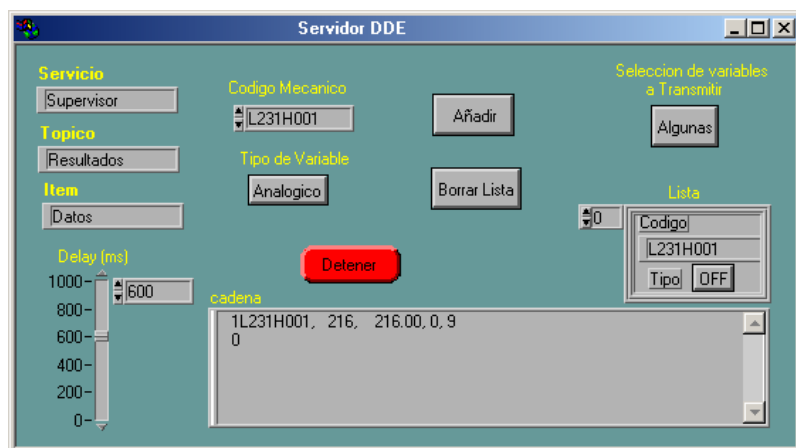 Servidor DDE
Servicio
Supervisor
Topico
Resultados
Item
Datos
Codigo Mecanico
L231H001
Tipo de Variable
Analogico
Añadir
Borrar Lista
Seleccion de variables
a Transmitir
Algunas
Lista
0
Codigo
L231H001
Tipo OFF
Delay (ms)
600
1000
800
600
400
200
0
Detener
cadena
1L231H001, 216, 216.00, 0, 9
0